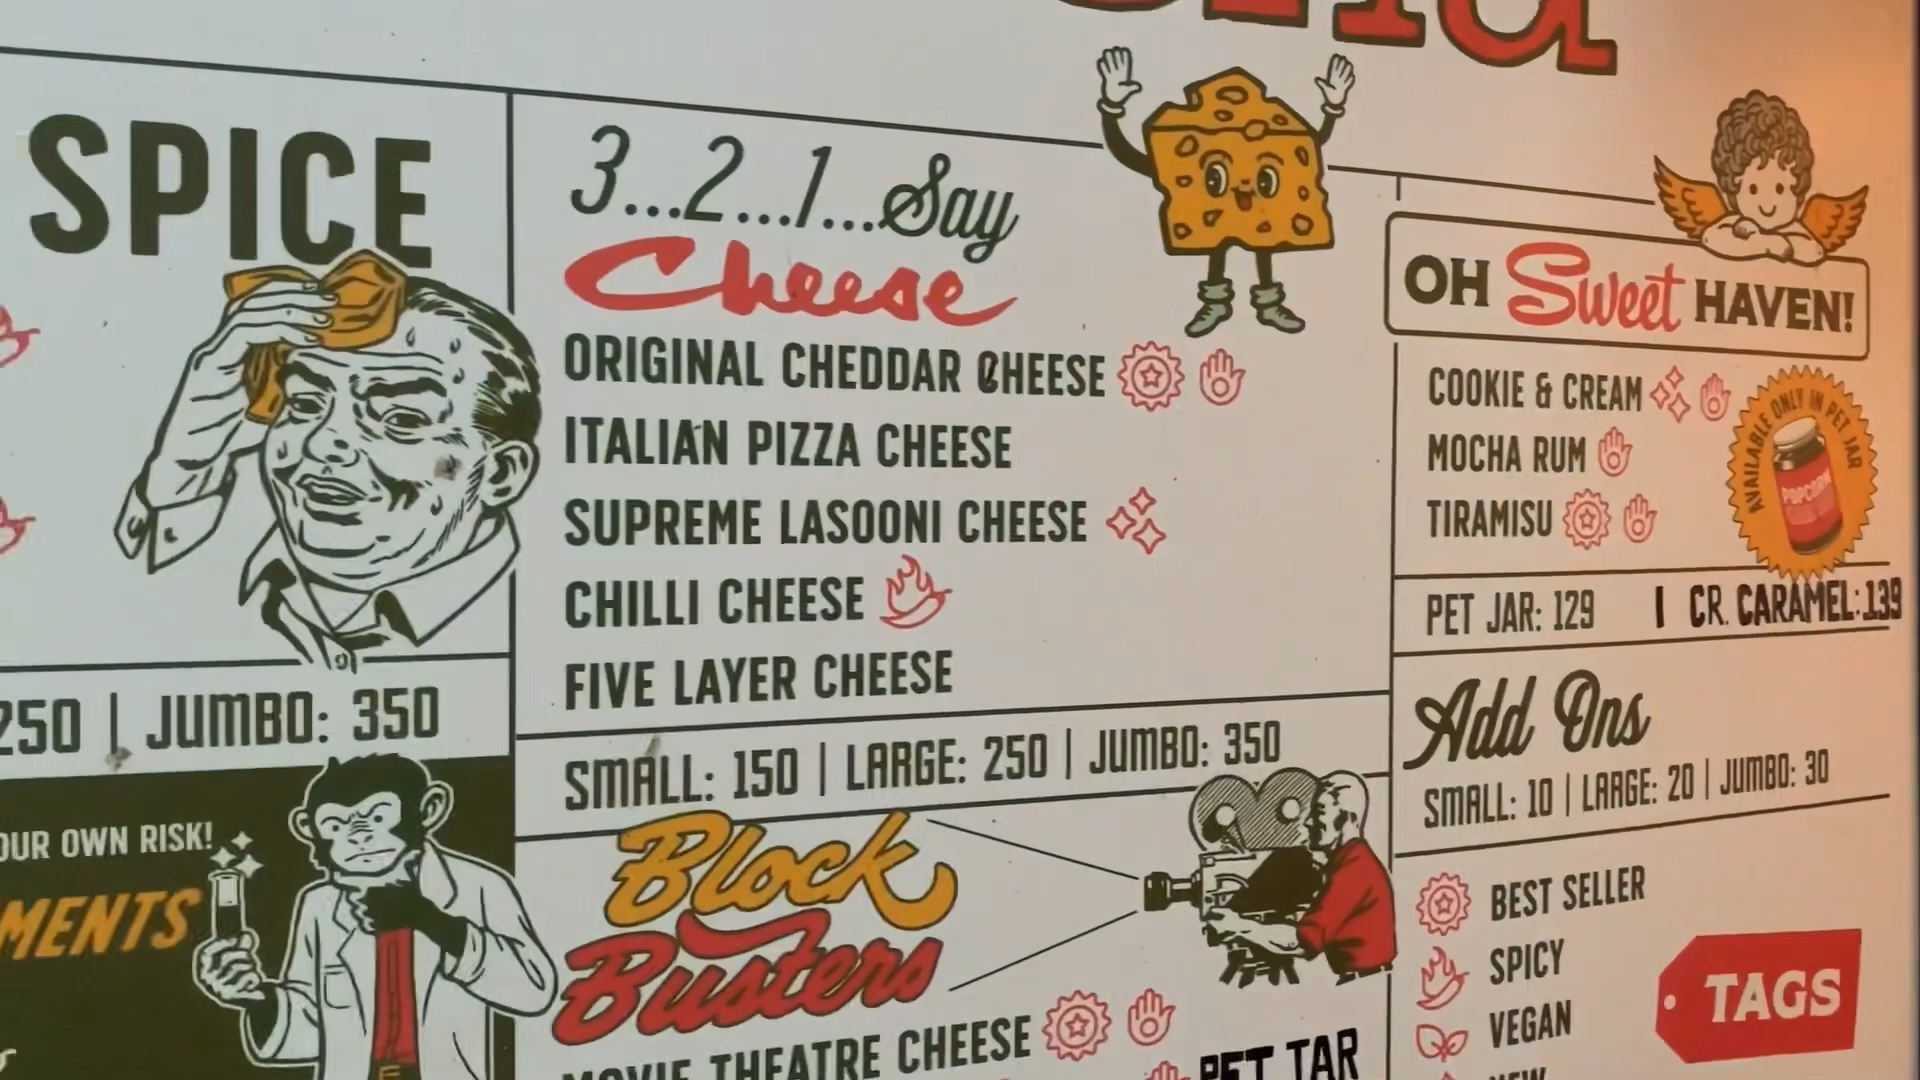 SPICE
250 | JUMBO: 350
OUR OWN RISK!
MENTS
3...2...1...Say
Cheese
ORIGINAL CHEDDAR CHEESE
ITALIAN PIZZA CHEESE
SUPREME LASOONI CHEESE
CHILLI CHEESE
FIVE LAYER CHEESE
SMALL: 150 | LARGE: 250 | JUMBO: 350
Block
Busters
MOVIE THEATRE CHEESE
OH Sweet HAVEN!
COOKIE & CREAM
MOCHA RUM
TIRAMISU
AVAILABLE ONLY IN PET JAR
POPCORN
PET JAR: 129 | CR. CARAMEL: 139
Add Ons
SMALL: 10 | LARGE: 20 | JUMBO: 30
BEST SELLER
SPICY
VEGAN
NEW
TAGS